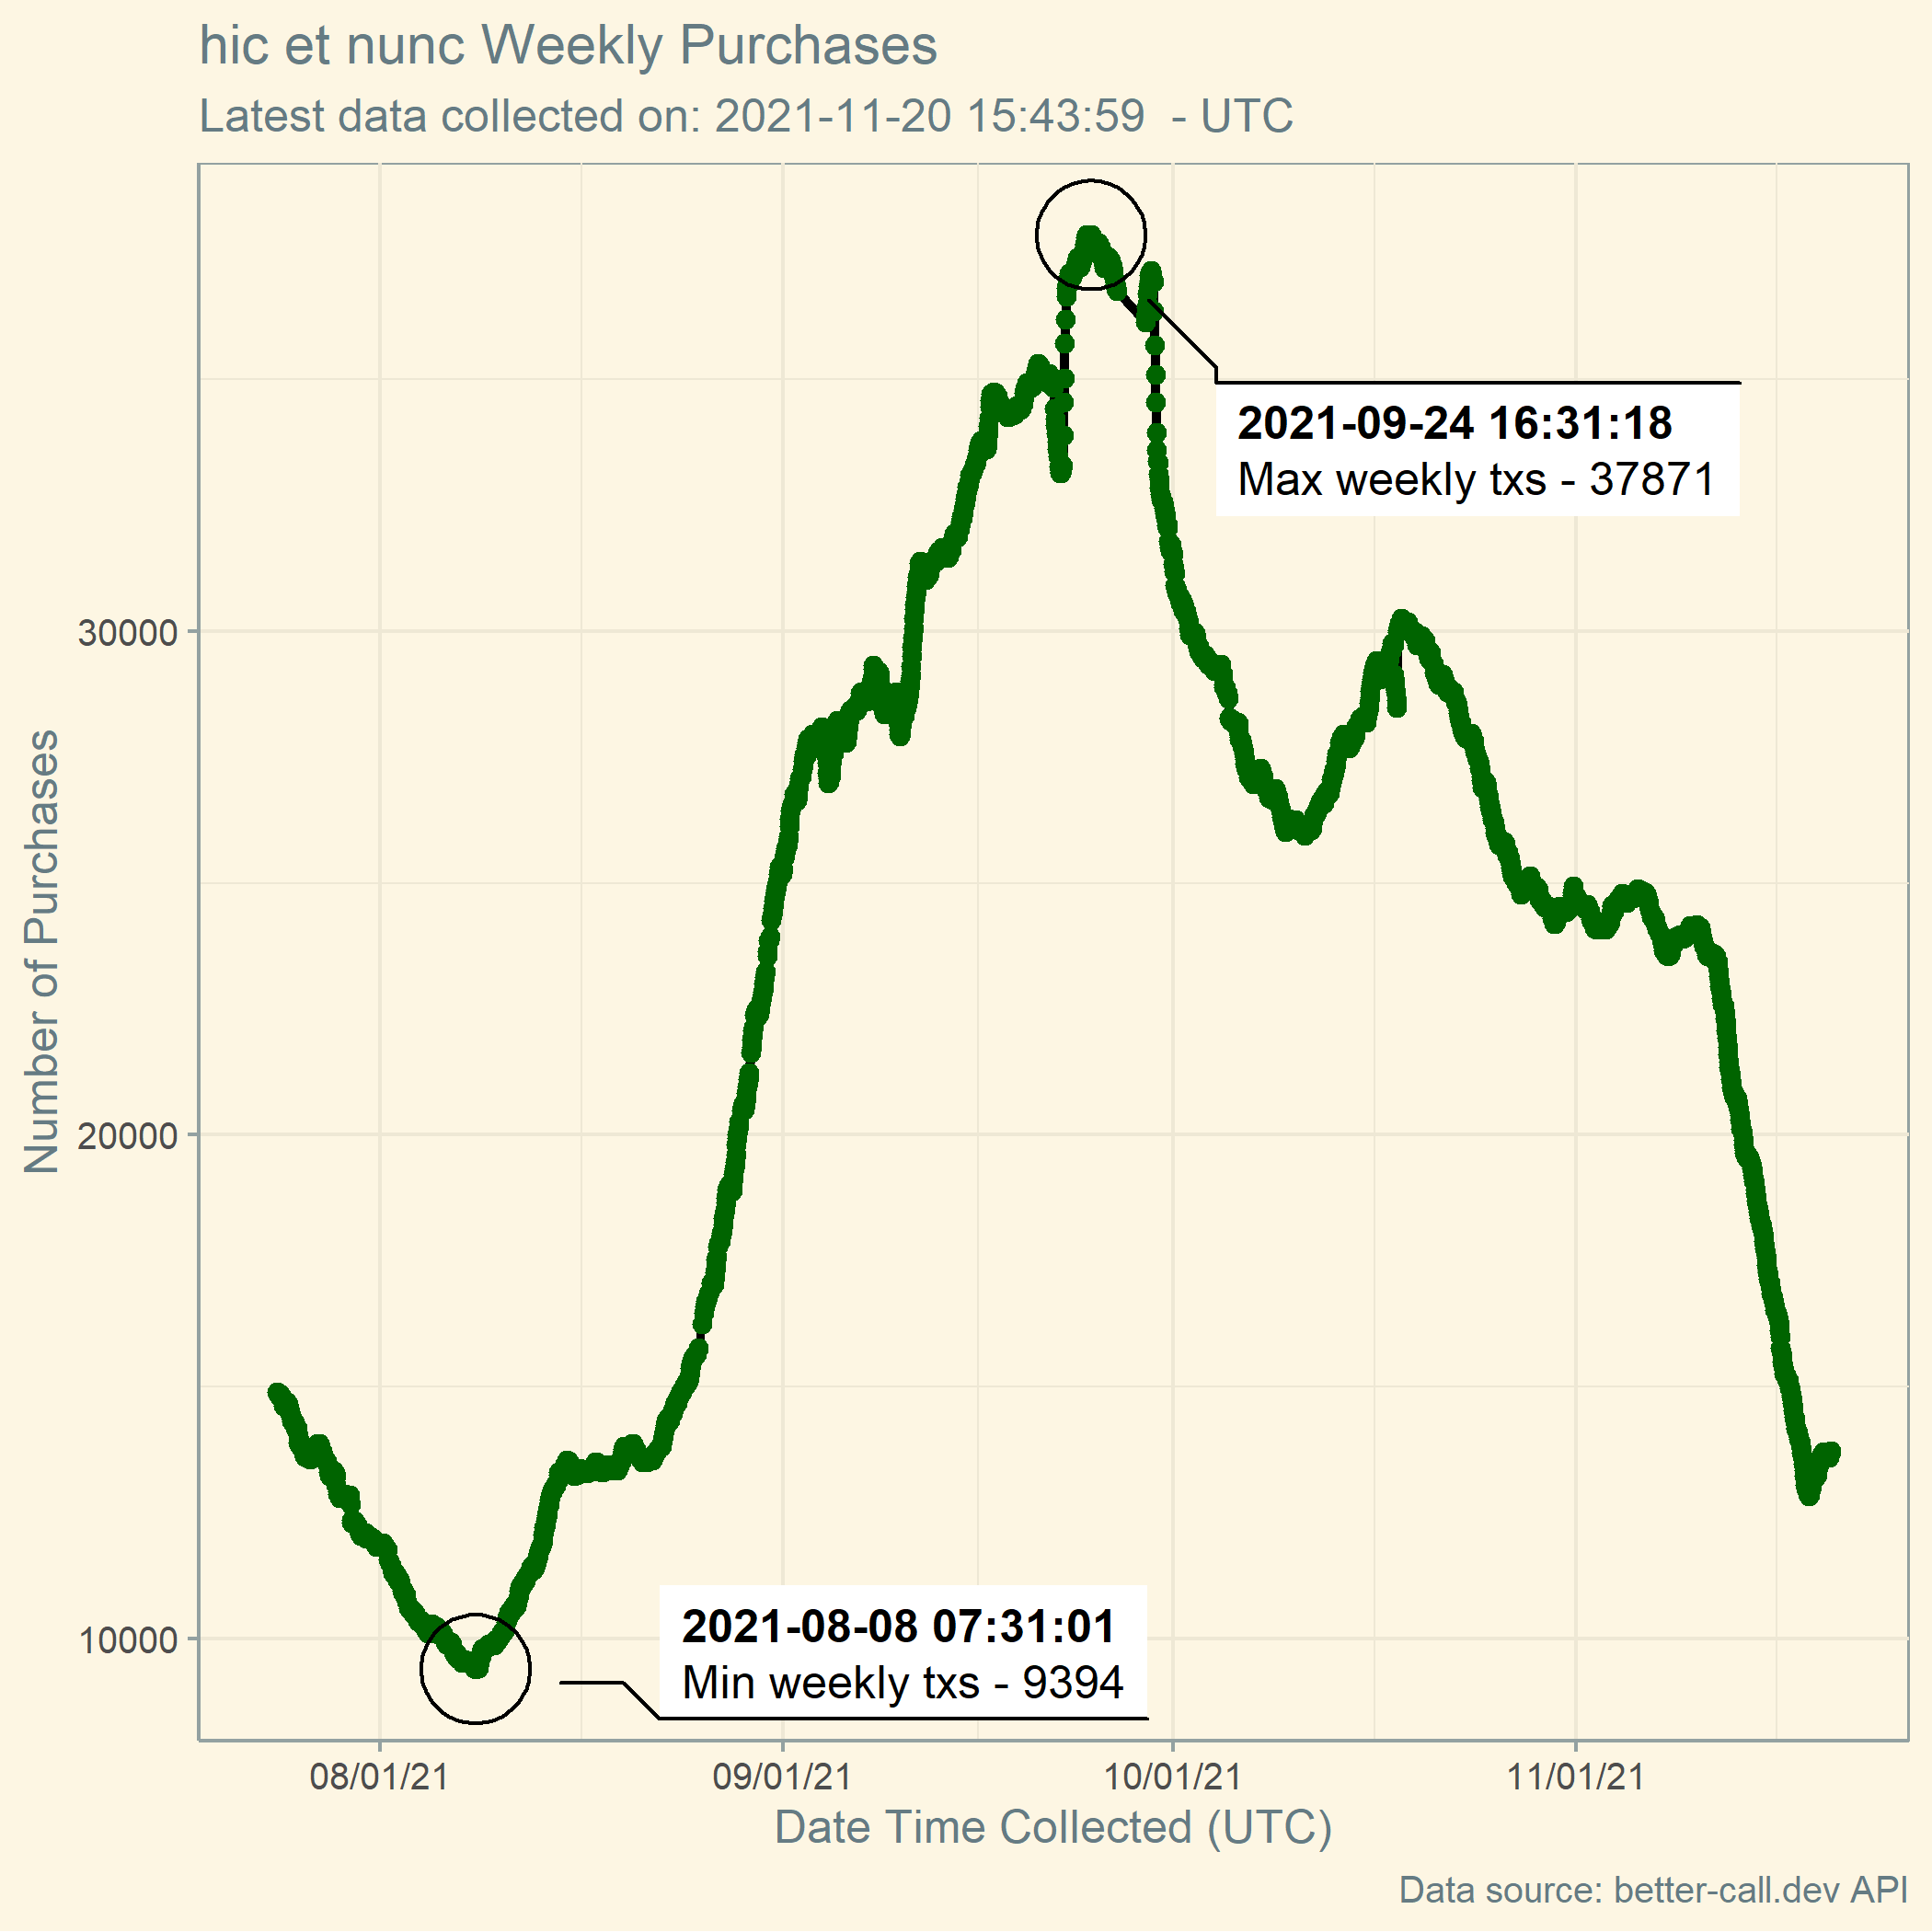 hic et nunc Weekly Purchases
Latest data collected on: 2021-11-20 15:43:59  - UTC
Number of Purchases
30000
20000
10000
2021-09-24 16:31:18
Max weekly txs - 37871
2021-08-08 07:31:01
Min weekly txs - 9394
08/01/21
09/01/21
10/01/21
11/01/21
Date Time Collected (UTC)
Data source: better-call.dev API